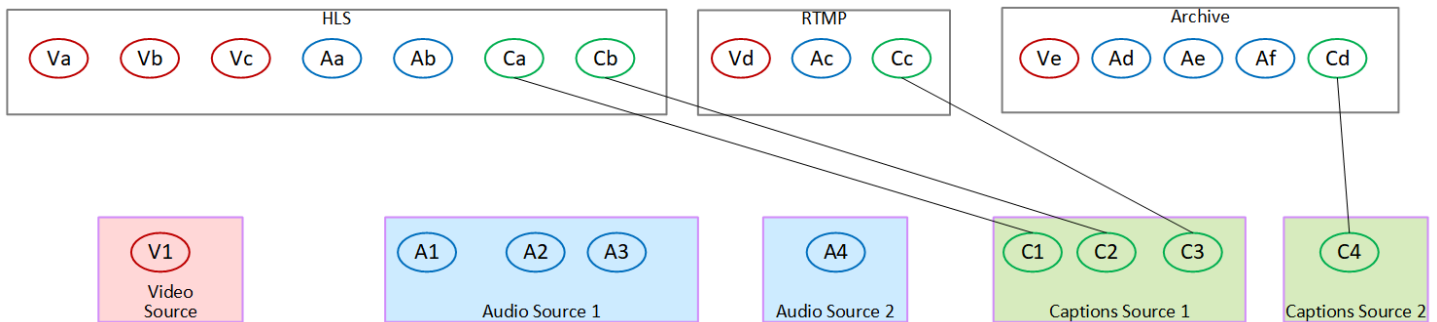 HLS
Va Vb Vc Aa Ab Ca Cb
RTMP
Vd Ac Cc
Archive
Ve Ad Ae Af Cd
V1
Video
Source
A1 A2 A3
Audio Source 1
A4
Audio Source 2
C1 C2 C3
Captions Source 1
C4
Captions Source 2